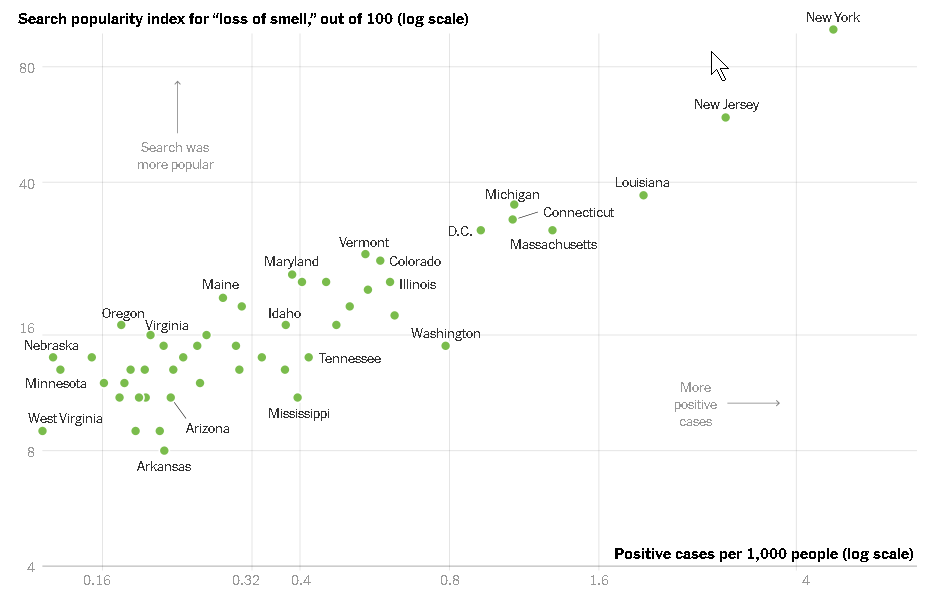 Search popularity index for “loss of smell,” out of 100 (log scale)
New York
80
New Jersey
Search was
more popular
40
Louisiana
Michigan
Connecticut
D.C.
Massachusetts
Vermont
Maryland
Colorado
Maine
Illinois
Oregon
Idaho
16
Virginia
Washington
Nebraska
Tennessee
Minnesota
More
positive
cases
Mississippi
West Virginia
Arizona
8
Arkansas
Positive cases per 1,000 people (log scale)
4
0.16
0.32
0.4
0.8
1.6
4